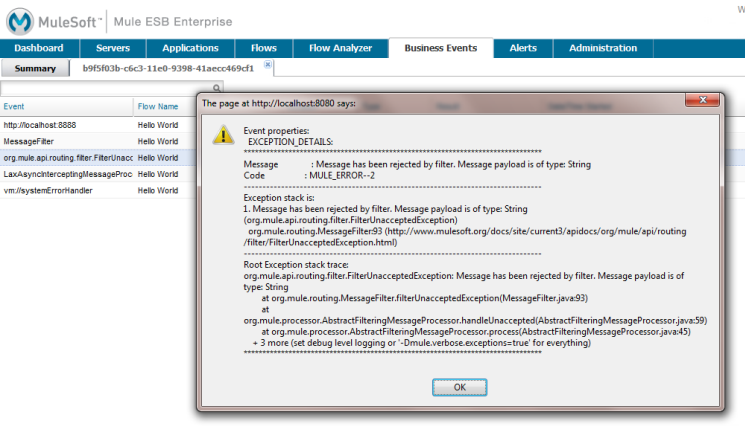 W
MuleSoft™ | Mule ESB Enterprise
Dashboard Servers Applications Flows Flow Analyzer Business Events Alerts Administration
Summary b9f5f03b-c6c3-11e0-9398-41aecc469cf1
Event Flow Name
http://localhost:8888 Hello World
MessageFilter Hello World
org.mule.api.routing.filter.FilterUnacc Hello World
LaxAsyncInterceptingMessageProc Hello World
vm://systemErrorHandler Hello World
The page at http://localhost:8080 says:
Event properties:
EXCEPTION_DETAILS:
********************************************************************************
Message : Message has been rejected by filter. Message payload is of type: String
Code : MULE_ERROR--2
--------------------------------------------------------------------------------
Exception stack is:
1. Message has been rejected by filter. Message payload is of type: String
(org.mule.api.routing.filter.FilterUnacceptedException)
org.mule.routing.MessageFilter:93 (http://www.mulesoft.org/docs/site/current3/apidocs/org/mule/api/routing
/filter/FilterUnacceptedException.html)
--------------------------------------------------------------------------------
Root Exception stack trace:
org.mule.api.routing.filter.FilterUnacceptedException: Message has been rejected by filter. Message payload is of
type: String
at org.mule.routing.MessageFilter.filterUnacceptedException(MessageFilter.java:93)
at
org.mule.processor.AbstractFilteringMessageProcessor.handleUnaccepted(AbstractFilteringMessageProcessor.java:59)
at org.mule.processor.AbstractFilteringMessageProcessor.process(AbstractFilteringMessageProcessor.java:45)
+ 3 more (set debug level logging or '-Dmule.verbose.exceptions=true' for everything)
********************************************************************************
OK